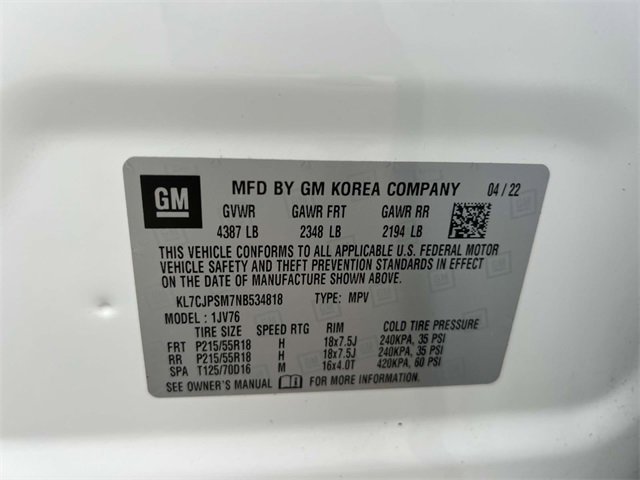 GM MFD BY GM KOREA COMPANY 04 / 22
GVWR GAWR FRT GAWR RR
4387 LB 2348 LB 2194 LB
THIS VEHICLE CONFORMS TO ALL APPLICABLE U.S. FEDERAL MOTOR
VEHICLE SAFETY AND THEFT PREVENTION STANDARDS IN EFFECT
ON THE DATE OF MANUFACTURE SHOWN ABOVE.
KL7CJPSM7NB534818 TYPE: MPV
MODEL : 1JV76
TIRE SIZE SPEED RTG RIM COLD TIRE PRESSURE
FRT P215/55R18 H 18x7.5J 240KPA, 35 PSI
RR P215/55R18 H 18x7.5J 240KPA, 35 PSI
SPA T125/70D16 M 16x4.0T 420KPA, 60 PSI
SEE OWNER'S MANUAL FOR MORE INFORMATION.